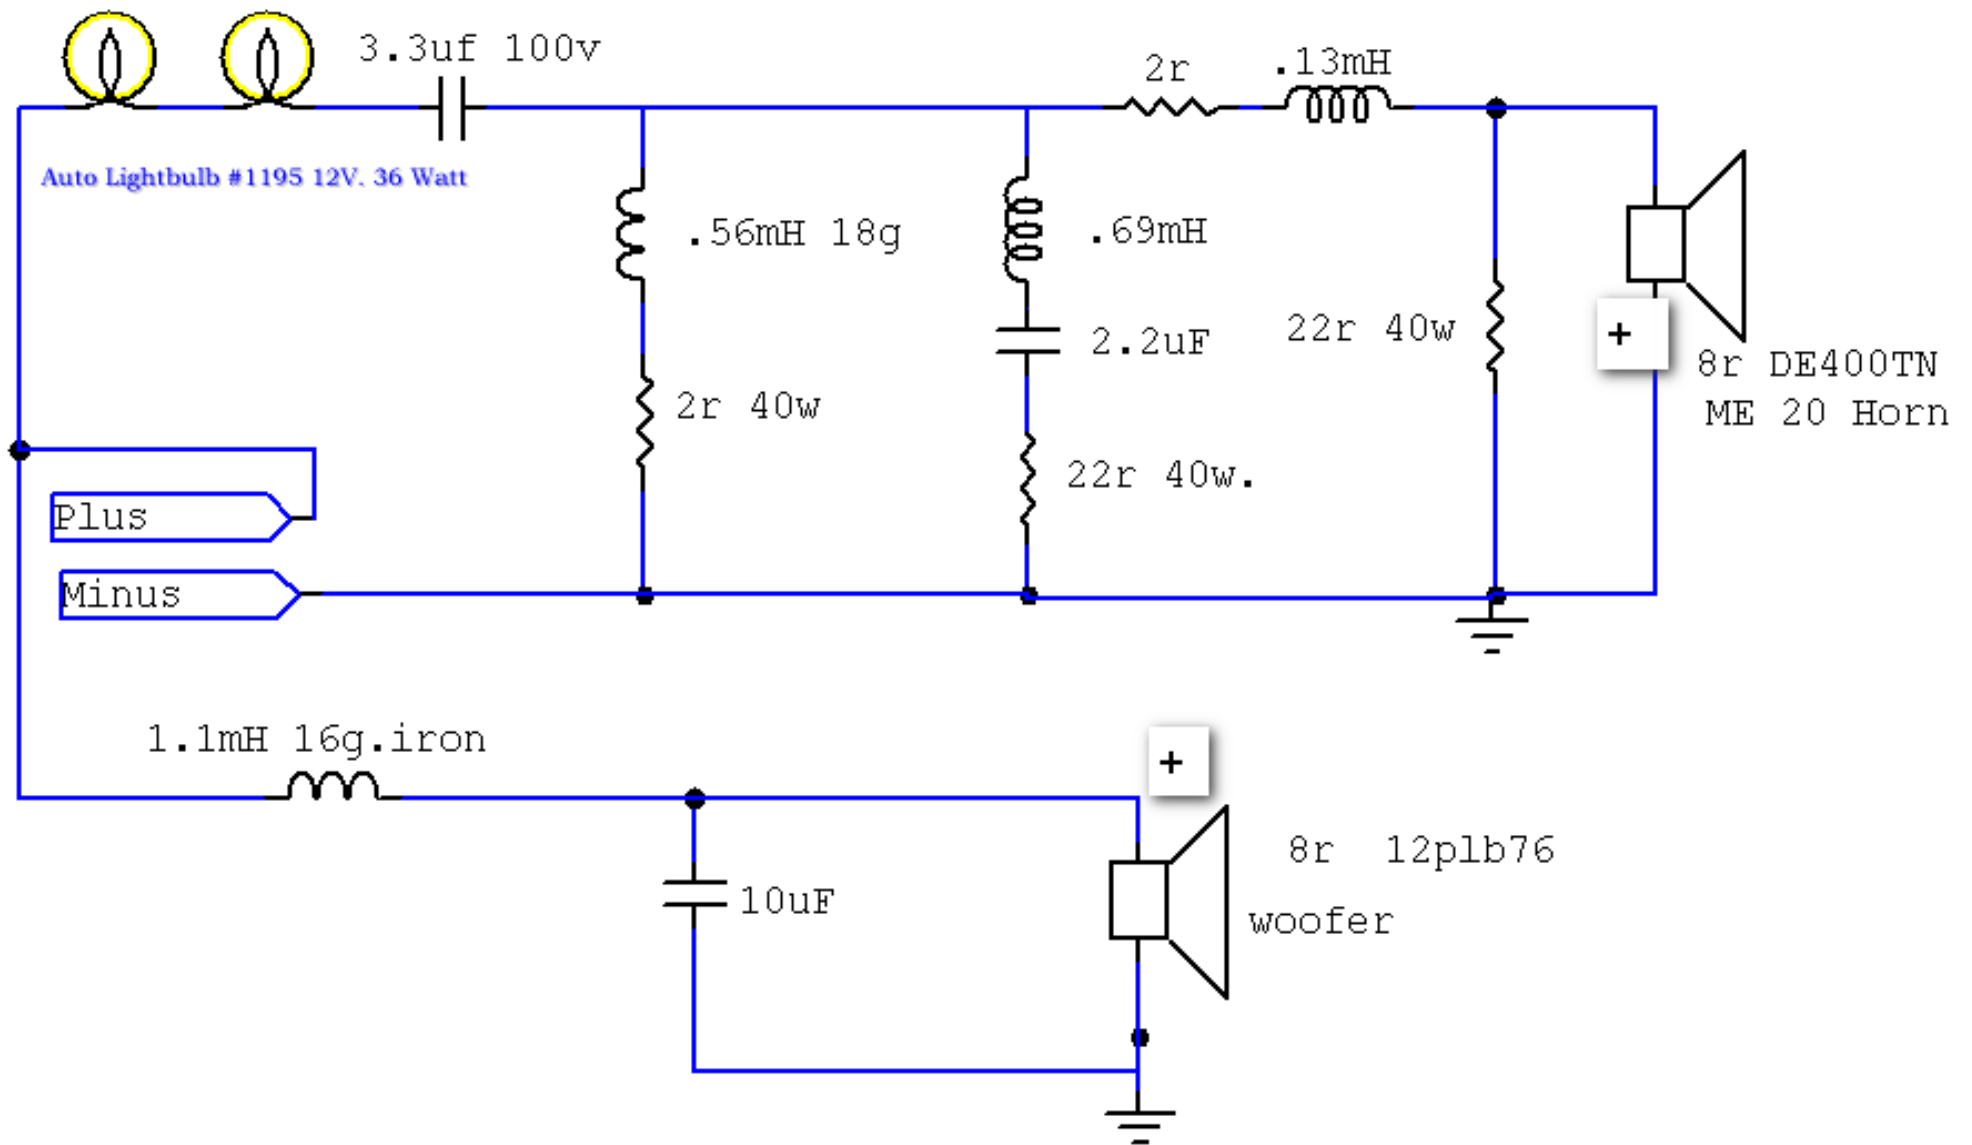 3.3uf 100v
2r
.13mH
Auto Lightbulb #1195 12V. 36 Watt
.56mH 18g
.69mH
22r 40w
+
2.2uF
8r DE400TN
ME 20 Horn
2r 40w
22r 40w.
Plus
Minus
1.1mH 16g.iron
+
10uF
8r 12plb76
woofer